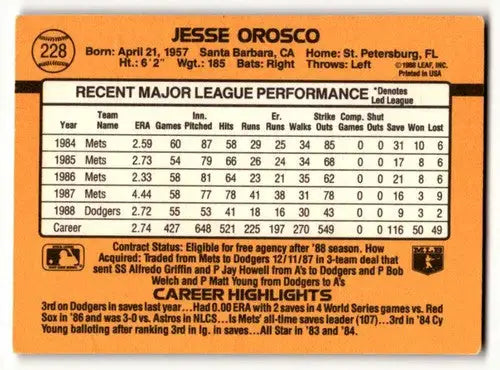 228
JESSE OROSCO
Born: April 21, 1957 Santa Barbara, CA Home: St. Petersburg, FL
Ht.: 6'2" Wgt.: 185 Bats: Right Throws: Left
©1988 LEAF, INC.
Printed in USA
RECENT MAJOR LEAGUE PERFORMANCE *Denotes Led League
Year Team Name ERA Games Inn. Pitched Hits Runs Er. Runs Walks Strike Outs Comp. Games Shut Outs Save Won Lost
1984 Mets 2.59 60 87 58 29 25 34 85 0 0 31 10 6
1985 Mets 2.73 54 79 66 26 24 34 68 0 0 17 8 6
1986 Mets 2.33 58 81 64 23 21 35 62 0 0 21 8 6
1987 Mets 4.44 58 77 78 41 38 31 78 0 0 16 3 9
1988 Dodgers 2.72 55 53 41 18 16 30 43 0 0 9 3 2
Career 2.74 427 648 521 225 197 270 549 0 0 116 50 49
Contract Status: Eligible for free agency after '88 season. How
Acquired: Traded from Mets to Dodgers 12/11/87 in 3-team deal that
sent SS Alfredo Griffin and P Jay Howell from A's to Dodgers and P Bob
Welch and P Matt Young from Dodgers to A's
CAREER HIGHLIGHTS
3rd on Dodgers in saves last year...Had 0.00 ERA with 2 saves in 4 World Series games vs. Red
Sox in '86 and was 3-0 vs. Astros in NLCS...Is Mets' all-time saves leader (107)...3rd in '84 Cy
Young balloting after ranking 3rd in lg. in saves...All Star in '83 and '84.